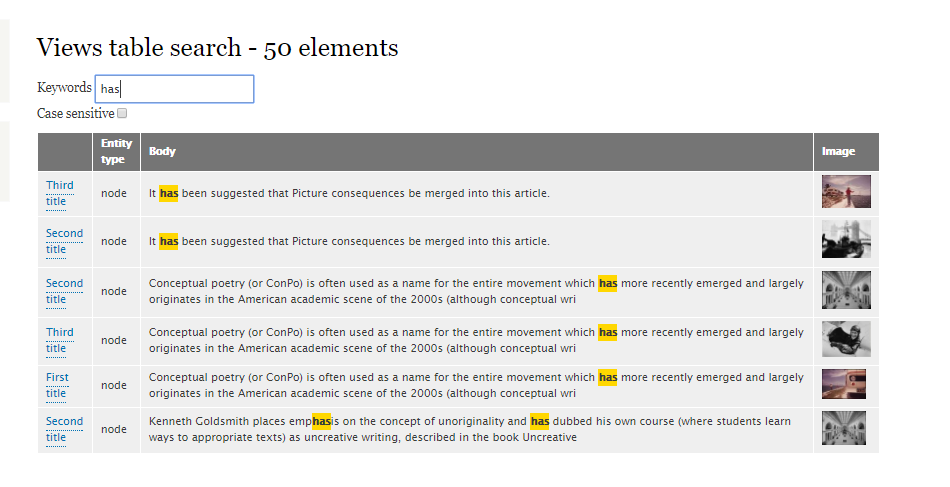 Views table search - 50 elements
Keywords has
Case sensitive
Entity type Body Image
Third title node It has been suggested that Picture consequences be merged into this article.
Second title node It has been suggested that Picture consequences be merged into this article.
Second title node Conceptual poetry (or ConPo) is often used as a name for the entire movement which has more recently emerged and largely
originates in the American academic scene of the 2000s (although conceptual wri
Third title node Conceptual poetry (or ConPo) is often used as a name for the entire movement which has more recently emerged and largely
originates in the American academic scene of the 2000s (although conceptual wri
First title node Conceptual poetry (or ConPo) is often used as a name for the entire movement which has more recently emerged and largely
originates in the American academic scene of the 2000s (although conceptual wri
Second title node Kenneth Goldsmith places emphasis on the concept of unoriginality and has dubbed his own course (where students learn
ways to appropriate texts) as uncreative writing, described in the book Uncreative